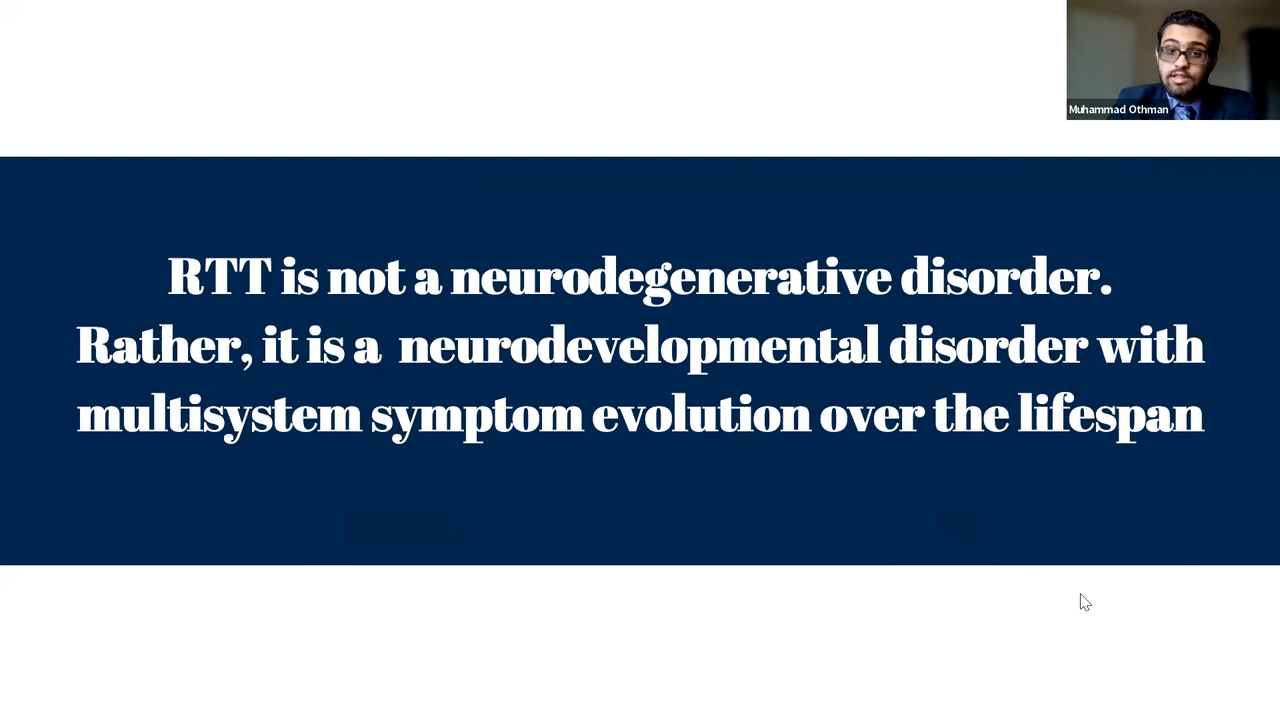 Muhammad Othman
RTT is not a neurodegenerative disorder.
Rather, it is a neurodevelopmental disorder with
multisystem symptom evolution over the lifespan